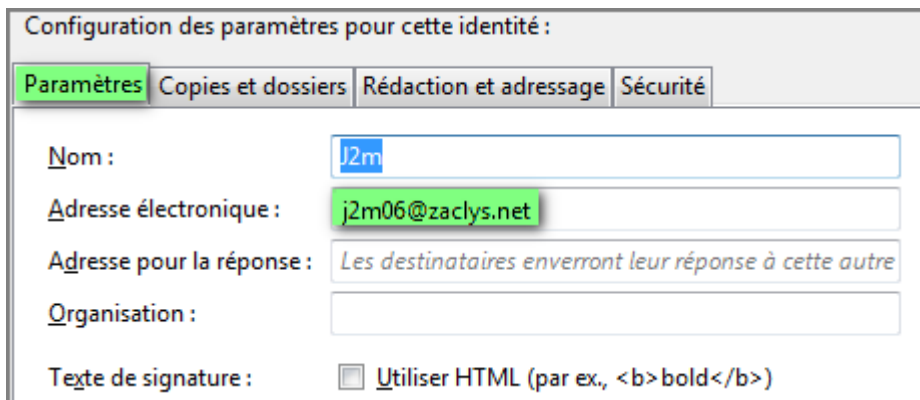 Configuration des paramètres pour cette identité :
Paramètres Copies et dossiers Rédaction et adressage Sécurité
Nom : J2m
Adresse électronique : j2m06@zaclys.net
Adresse pour la réponse : Les destinataires enverront leur réponse à cette autre
Organisation :
Texte de signature : Utiliser HTML (par ex., <b>bold</b>)